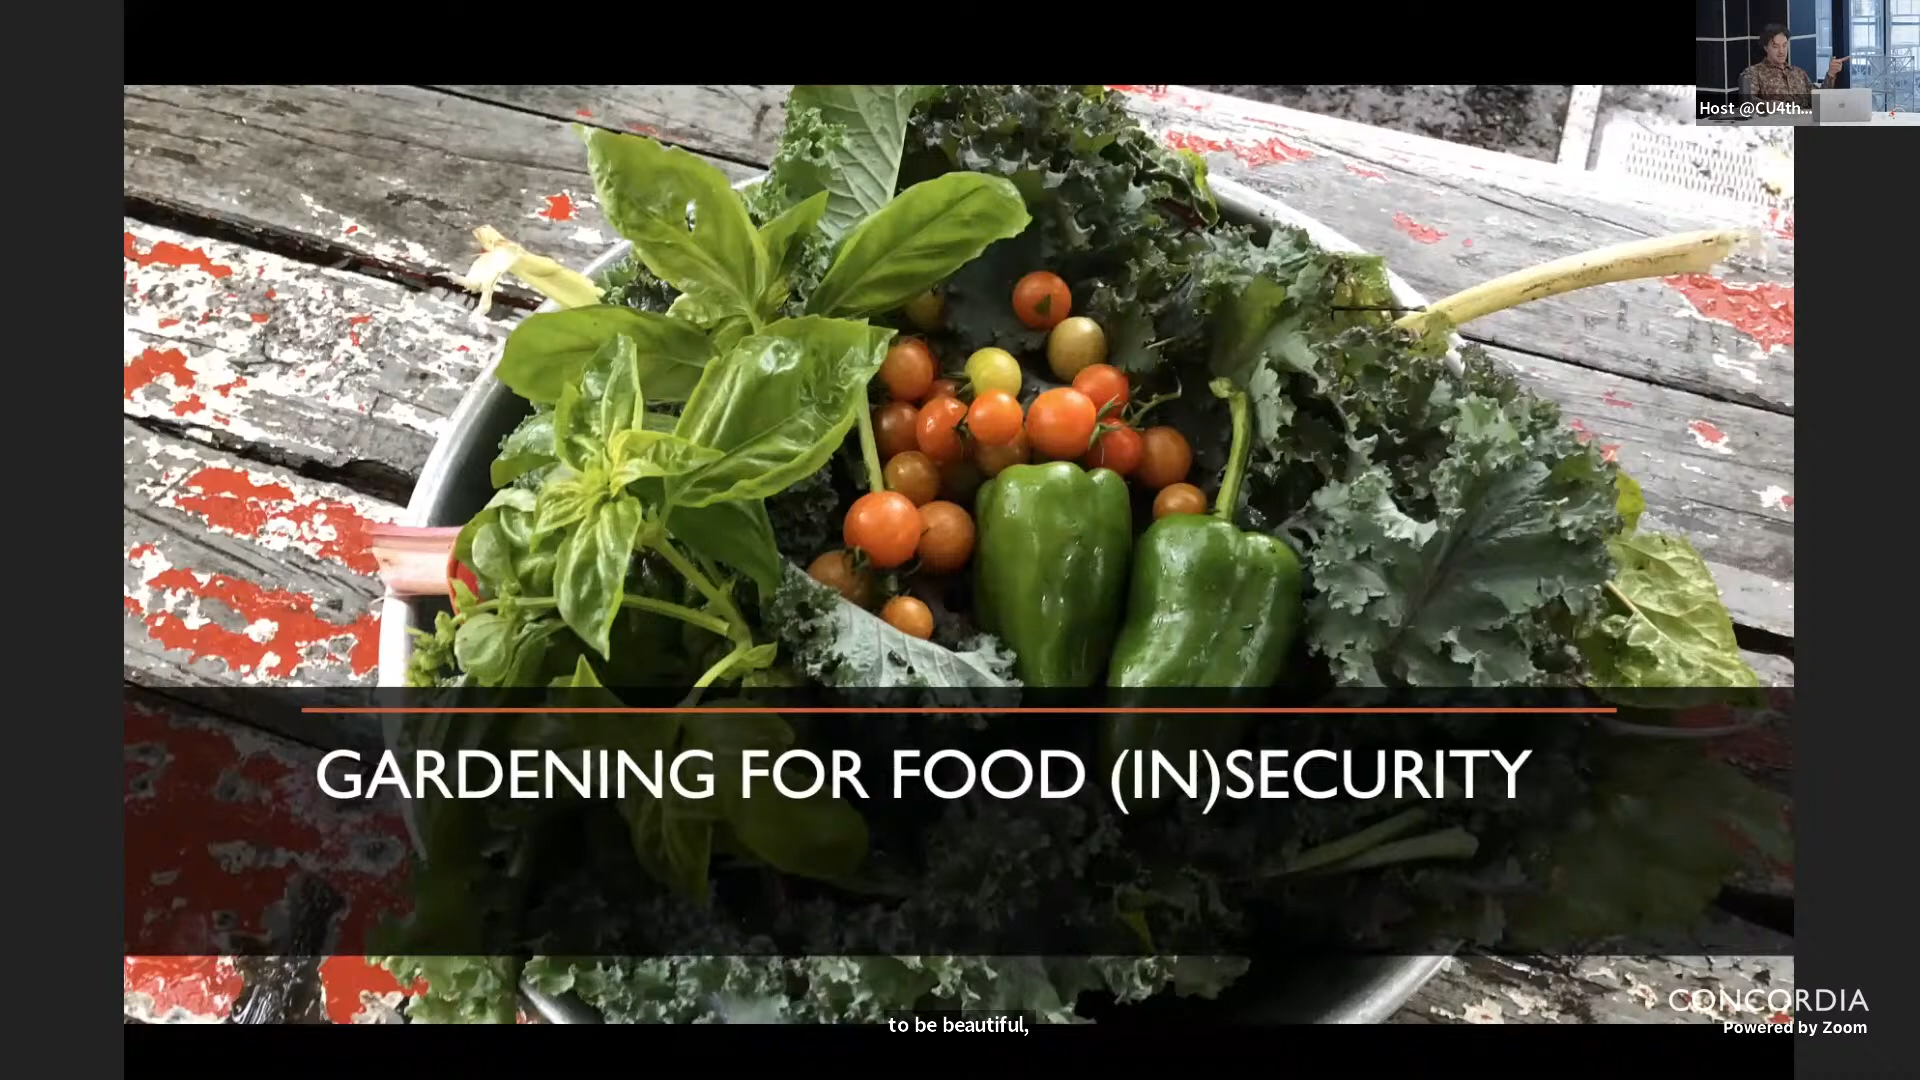 Host @CU4th...
GARDENING FOR FOOD (IN)SECURITY
CONCORDIA
Powered by Zoom
to be beautiful,